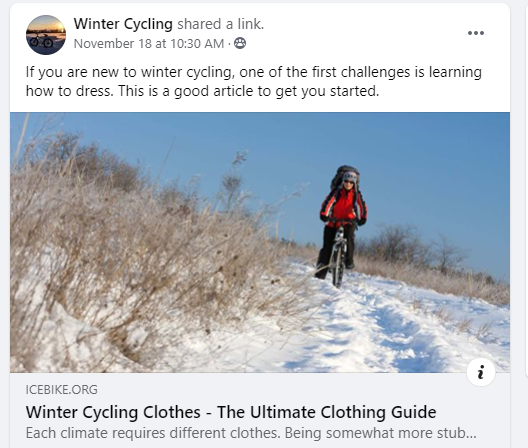 Winter Cycling shared a link.
November 18 at 10:30 AM ·
If you are new to winter cycling, one of the first challenges is learning
how to dress. This is a good article to get you started.
i
ICEBIKE.ORG
Winter Cycling Clothes - The Ultimate Clothing Guide
Each climate requires different clothes. Being somewhat more stub...